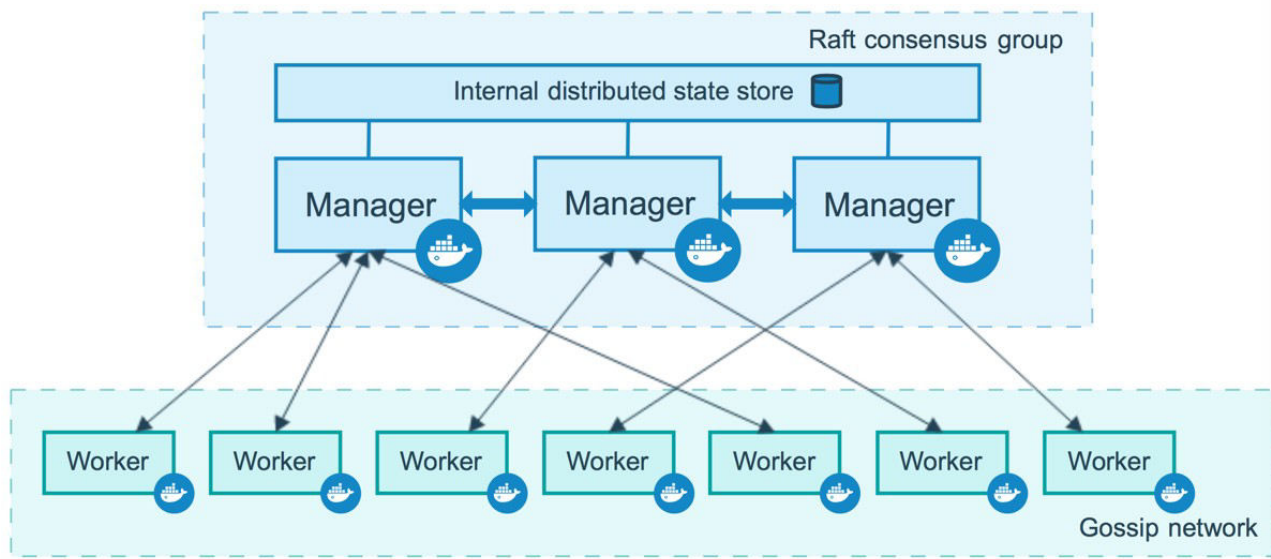 Raft consensus group
Internal distributed state store
Manager
Manager
Manager
Worker
Worker
Worker
Worker
Worker
Worker
Worker
Gossip network